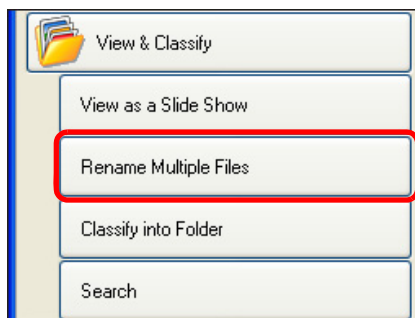 View & Classify
View as a Slide Show
Rename Multiple Files
Classify into Folder
Search